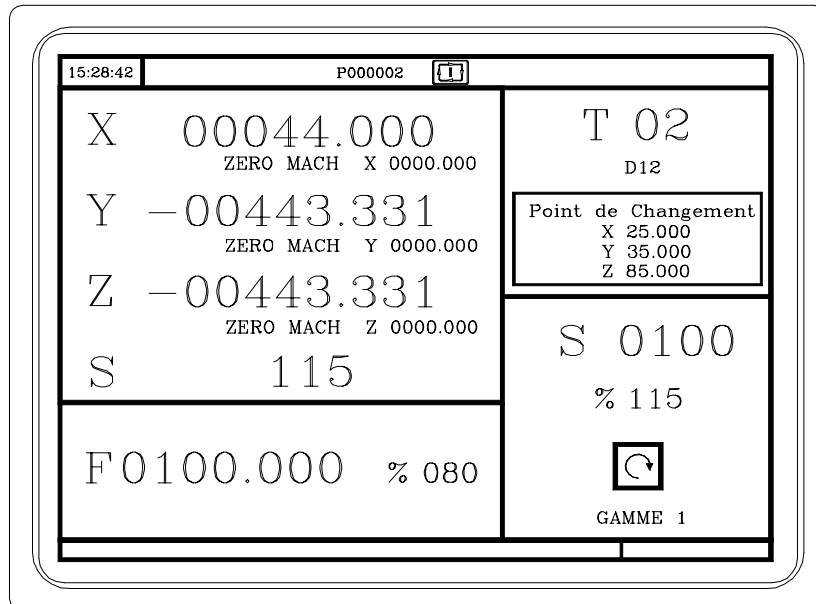 15:28:42 P000002
X 00044.000
ZERO MACH X 0000.000
Y -00443.331
ZERO MACH Y 0000.000
Z -00443.331
ZERO MACH Z 0000.000
S 115
F0100.000 % 080
T 02
D12
Point de Changement
X 25.000
Y 35.000
Z 85.000
S 0100
% 115
GAMME 1